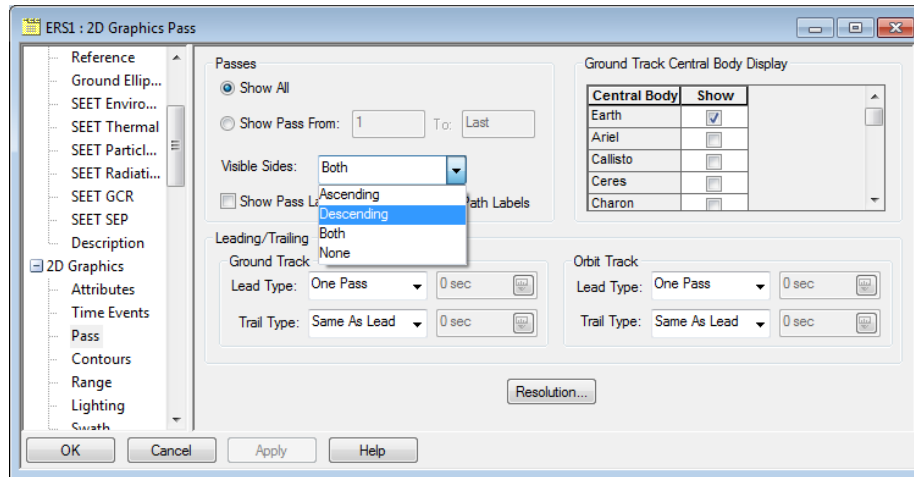 ERS1 : 2D Graphics Pass
Reference
Ground Ellip...
SEET Enviro...
SEET Thermal
SEET Particl...
SEET Radiati...
SEET GCR
SEET SEP
Description
2D Graphics
Attributes
Time Events
Pass
Contours
Range
Lighting
Swath
Passes
Show All
Show Pass From: 1 To: Last
Visible Sides: Both
Ascending
Descending
Both
None
Show Pass La Path Labels
Ground Track Central Body Display
Central Body Show
Earth
Ariel
Callisto
Ceres
Charon
Leading/Trailing
Ground Track
Lead Type: One Pass 0 sec
Trail Type: Same As Lead 0 sec
Orbit Track
Lead Type: One Pass 0 sec
Trail Type: Same As Lead 0 sec
Resolution...
OK Cancel Apply Help